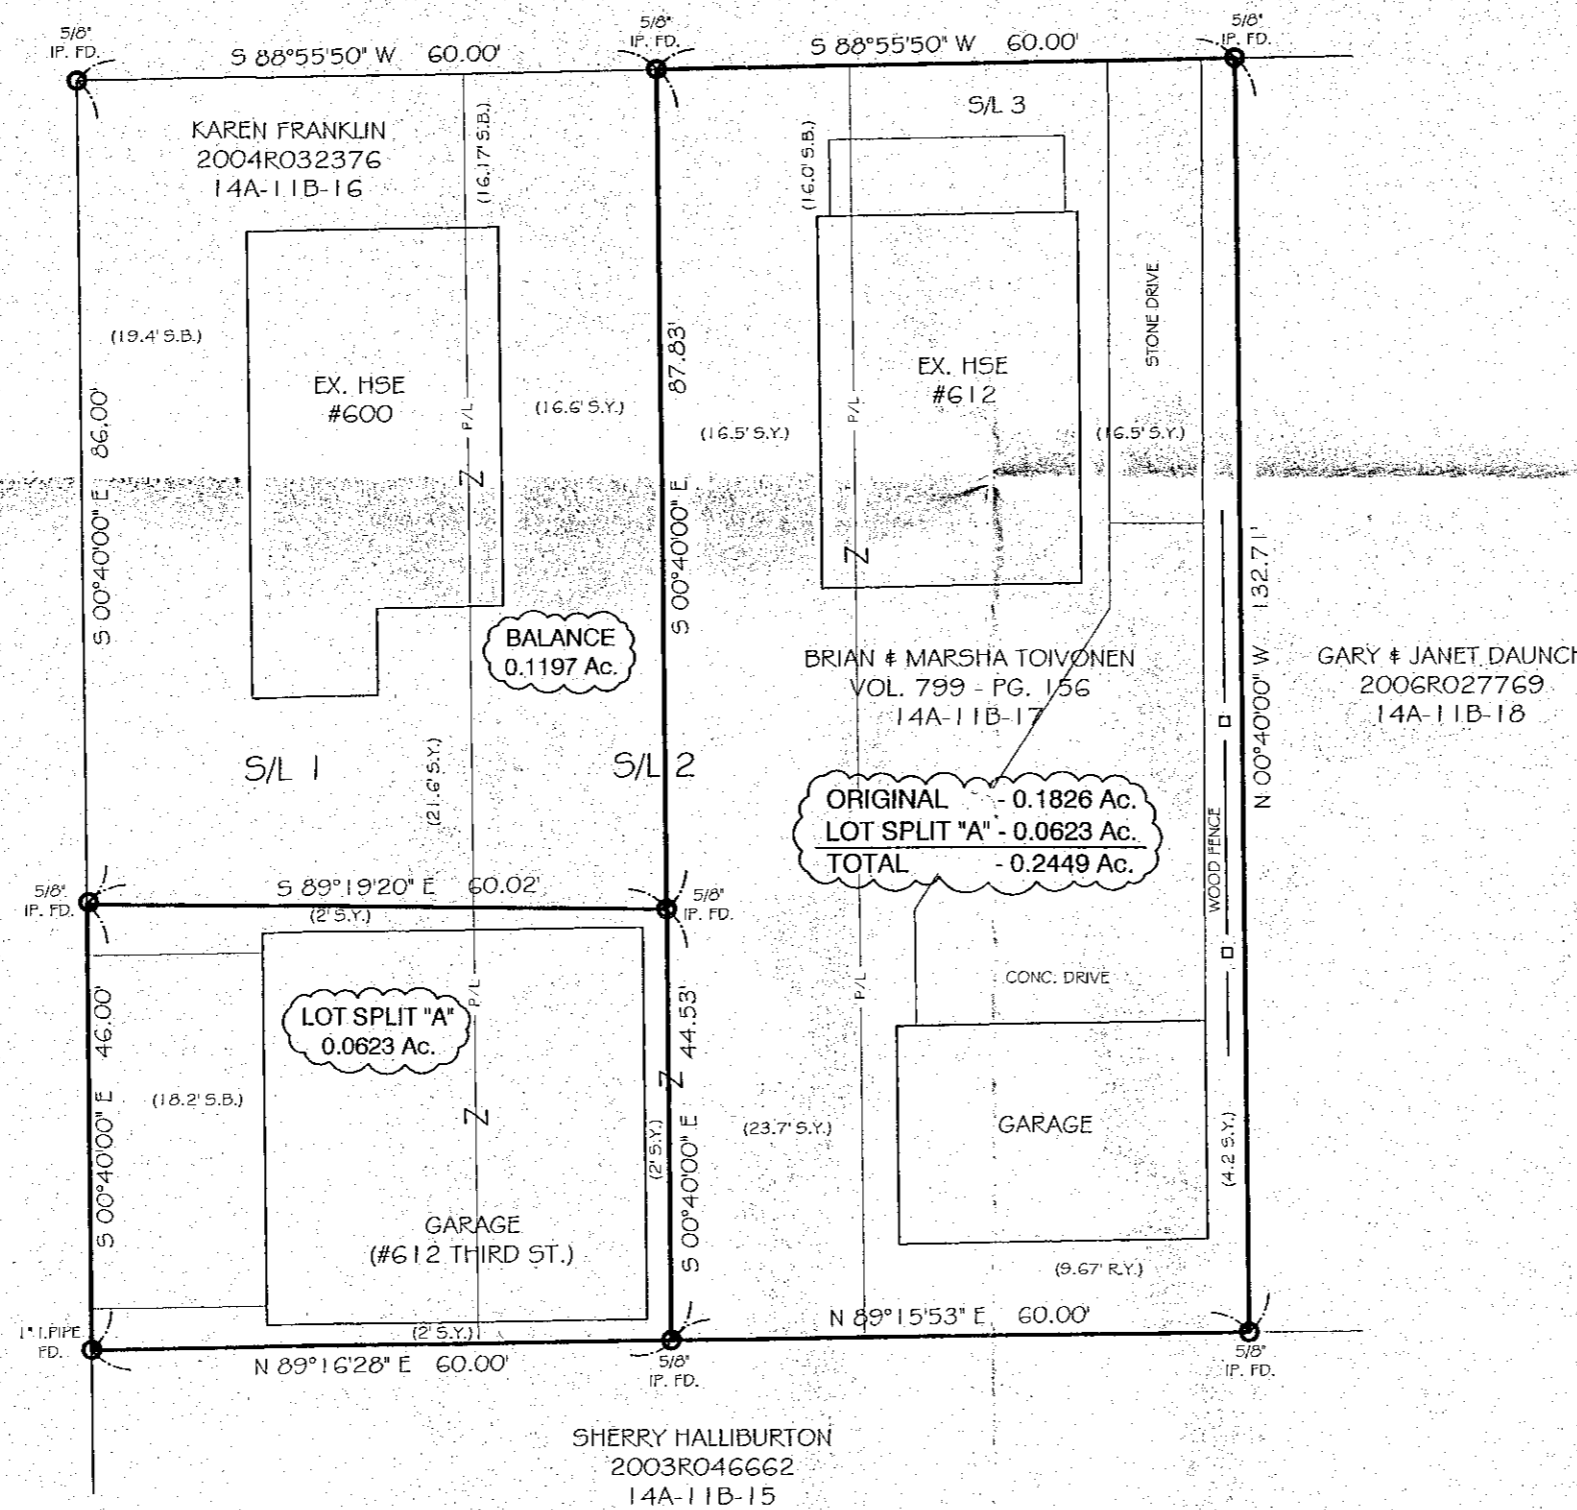 5/8"
IP. FD.
S 88°55'50" W 60.00'
5/8"
IP. FD.
S 88°55'50" W 60.00'
5/8"
IP. FD.
KAREN FRANKLIN
2004R032376
14A-11B-16
(16.17' S.B.)
(16.0' S.B.)
S/L 3
(19.4' S.B.)
EX. HSE
#600
P/L
(16.6' S.Y.)
S 00°40'00" E 86.00'
S 00°40'00" E 87.83'
(16.5' S.Y.)
P/L
EX. HSE
#612
STONE DRIVE
(16.5' S.Y.)
N 00°40'00" W 132.71'
BALANCE
0.1197 Ac.
BRIAN & MARSHA TOIVONEN
VOL. 799 - PG. 156
14A-11B-17
GARY & JANET DAUNCH
2006R027769
14A-11B-18
S/L 1
(21.6' S.Y.)
S/L 2
ORIGINAL - 0.1826 Ac.
LOT SPLIT "A" - 0.0623 Ac.
TOTAL - 0.2449 Ac.
WOOD FENCE
5/8"
IP. FD.
S 89°19'20" E 60.02'
(2' S.Y.)
5/8"
IP. FD.
LOT SPLIT "A"
0.0623 Ac.
P/L
P/L
CONC. DRIVE
S 00°40'00" E 46.00'
(18.2' S.B.)
(2' S.Y.)
S 00°40'00" E 44.53'
(23.7' S.Y.)
GARAGE
(4.2 S.Y.)
GARAGE
(#612 THIRD ST.)
(9.67' R.Y.)
1" I.PIPE
FD.
(2' S.Y.)
N 89°16'28" E 60.00'
5/8"
IP. FD.
N 89°15'53" E 60.00'
5/8"
IP. FD.
SHERRY HALLIBURTON
2003R046662
14A-11B-15